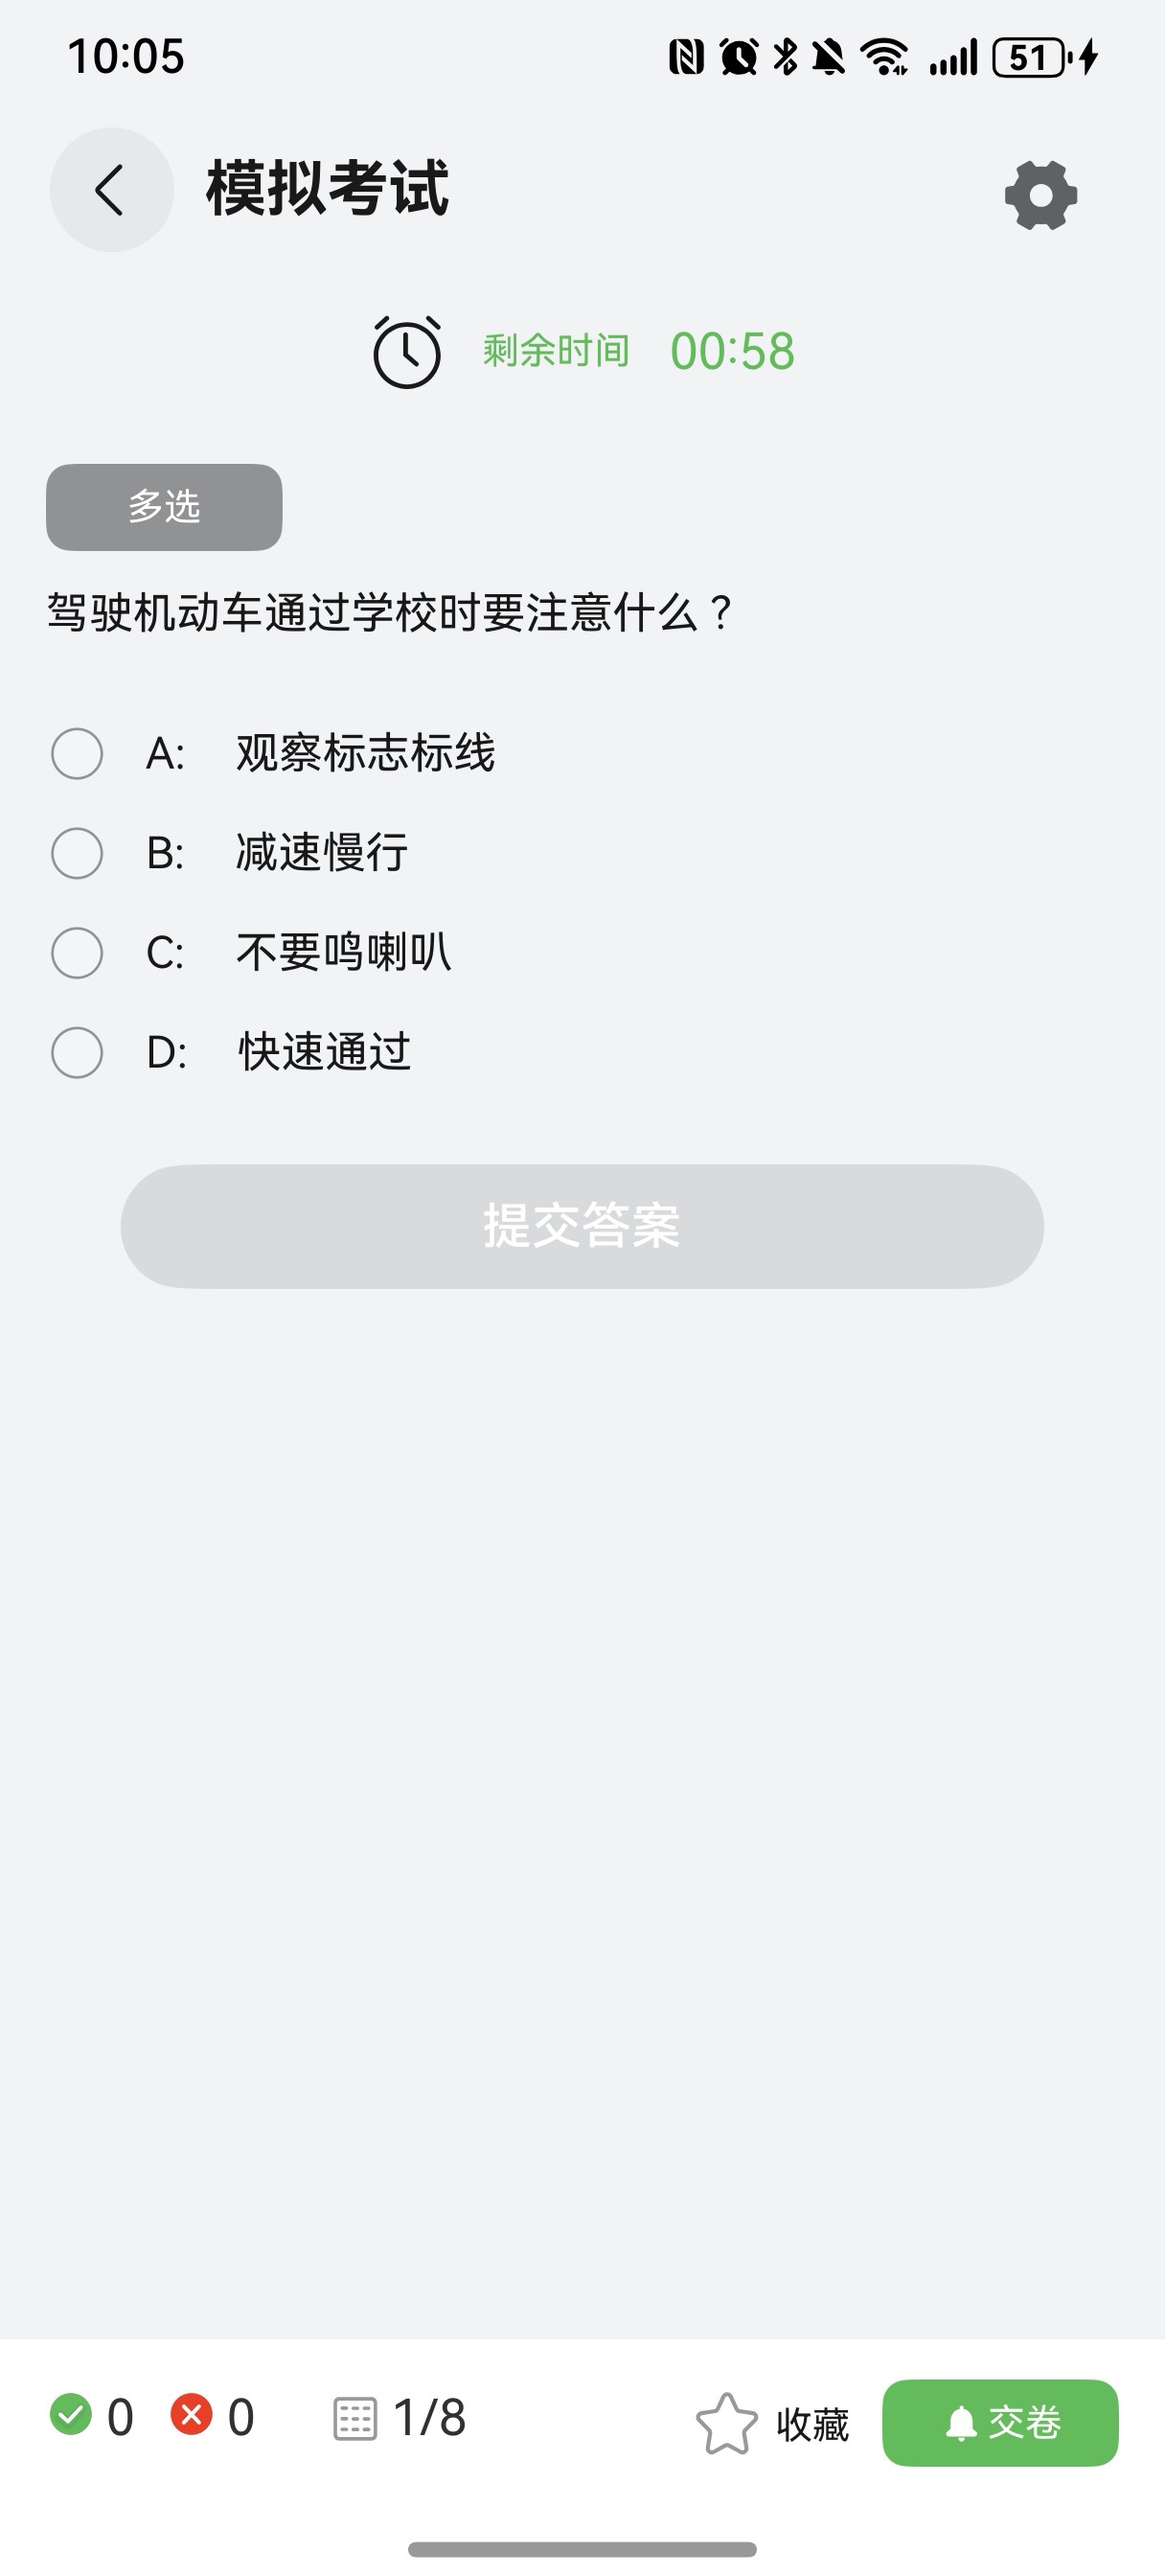 10:05
51
模拟考试
剩余时间 00:58
多选
驾驶机动车通过学校时要注意什么？
A: 观察标志标线
B: 减速慢行
C: 不要鸣喇叭
D: 快速通过
提交答案
0 0 1/8 收藏 交卷